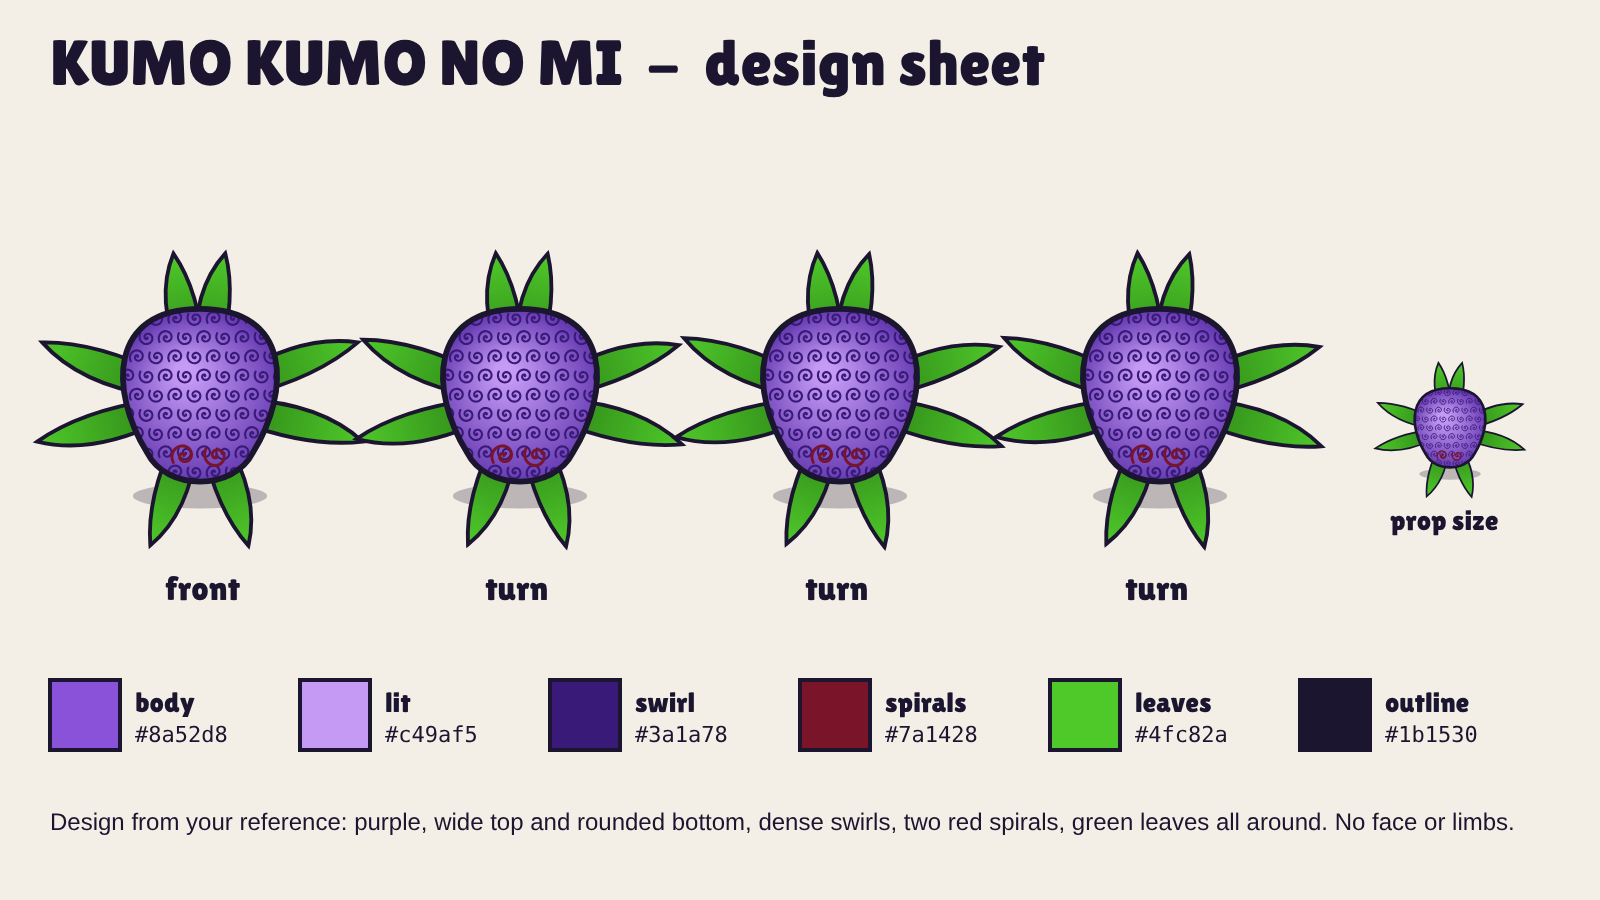 KUMO KUMO NO MI – design sheet
front
turn
turn
turn
prop size
body
#8a52d8
lit
#c49af5
swirl
#3a1a78
spirals
#7a1428
leaves
#4fc82a
outline
#1b1530
Design from your reference: purple, wide top and rounded bottom, dense swirls, two red spirals, green leaves all around. No face or limbs.